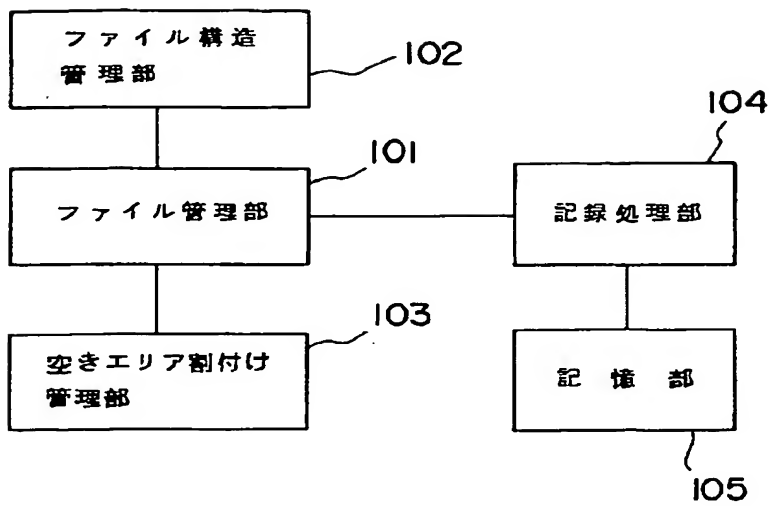 ファイル構造
管理部
102
104
101
ファイル管理部
記録処理部
103
空きエリア割付け
管理部
記憶部
105